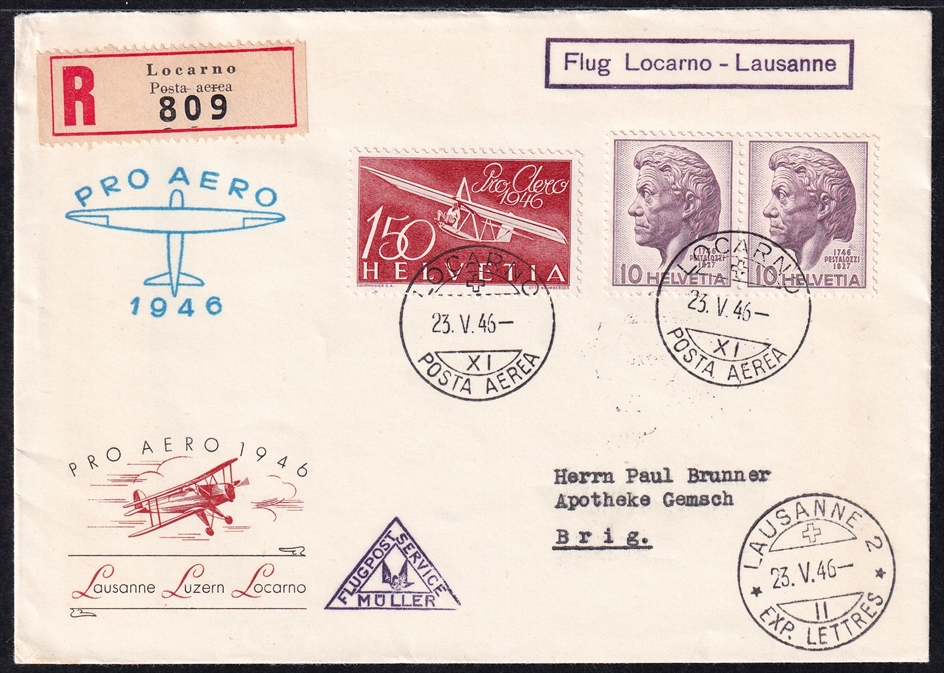 R
Locarno
Posta aerea
809
Flug Locarno - Lausanne
PRO AERO
1946
Pro Aero
1946
150
HELVETIA
1746
PESTALOZZI
1827
10 HELVETIA
1746
PESTALOZZI
1827
10 HELVETIA
LOCARNO
23. V. 46—
XI
POSTA AEREA
LOCARNO
23. V. 46—
XI
POSTA AEREA
PRO AERO 1946
Lausanne Luzern Locarno
FLUGPOST SERVICE
MÜLLER
Herrn Paul Brunner
Apotheke Gemsch
Brig.
LAUSANNE 2
23. V. 46—
11
EXP. LETTRES